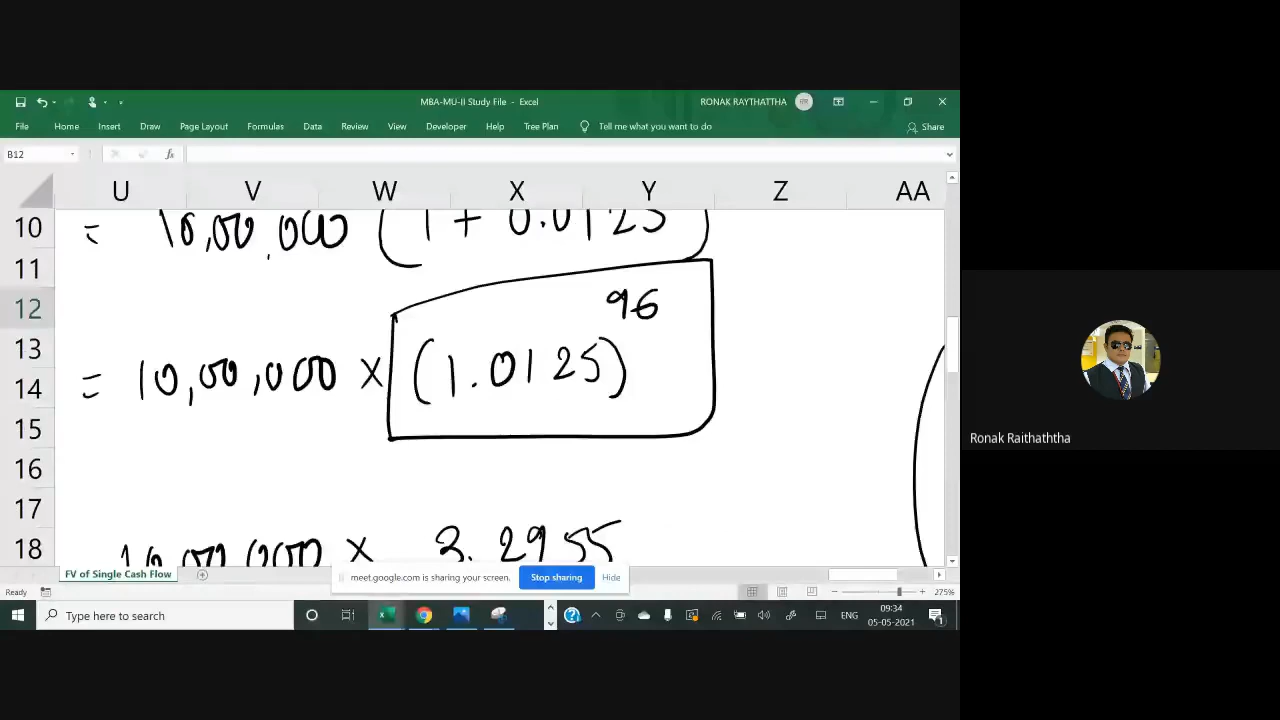 MBA-MU-II Study File - Excel
RONAK RAYTHATTHA
File Home Insert Draw Page Layout Formulas Data Review View Developer Help Tree Plan Tell me what you want to do Share
B12 fx
U V W X Y Z AA
10
11
12
13
14
15
16
17
18
= 10,00,000 (1 + 0.0125)
= 10,00,000 × (1.0125)96
10,00,000 × 3.2955
Ronak Raithaththa
FV of Single Cash Flow
meet.google.com is sharing your screen. Stop sharing Hide
Ready 275%
Type here to search
ENG
09:34
05-05-2021